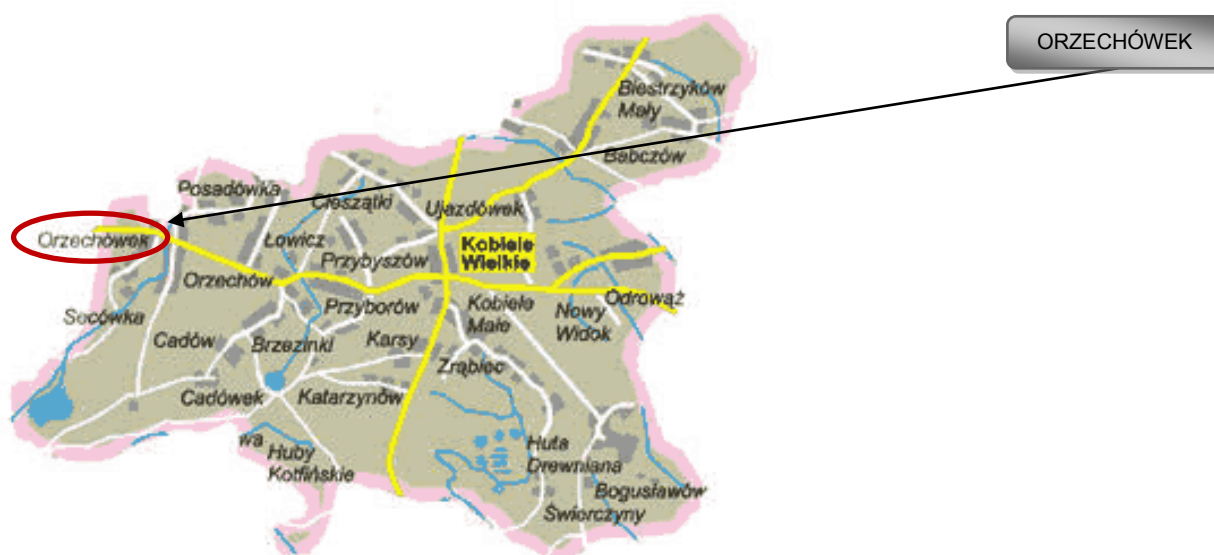 ORZECHÓWEK
Biestrzyków
Mały
Babczów
Posadówka
Cieszątki
Ujazdówek
Orzechówek
Łowicz
Kobiele
Wielkie
Przybyszów
Orzechów
Przyborów
Kobiele
Małe
Nowy
Widok
Odrowąż
Socówka
Cadów
Brzezinki
Karsy
Zrąbiec
Cadówek
Katarzynów
wa
Huby
Kotfińskie
Huta
Drewniana
Bogusławów
Świerczyny